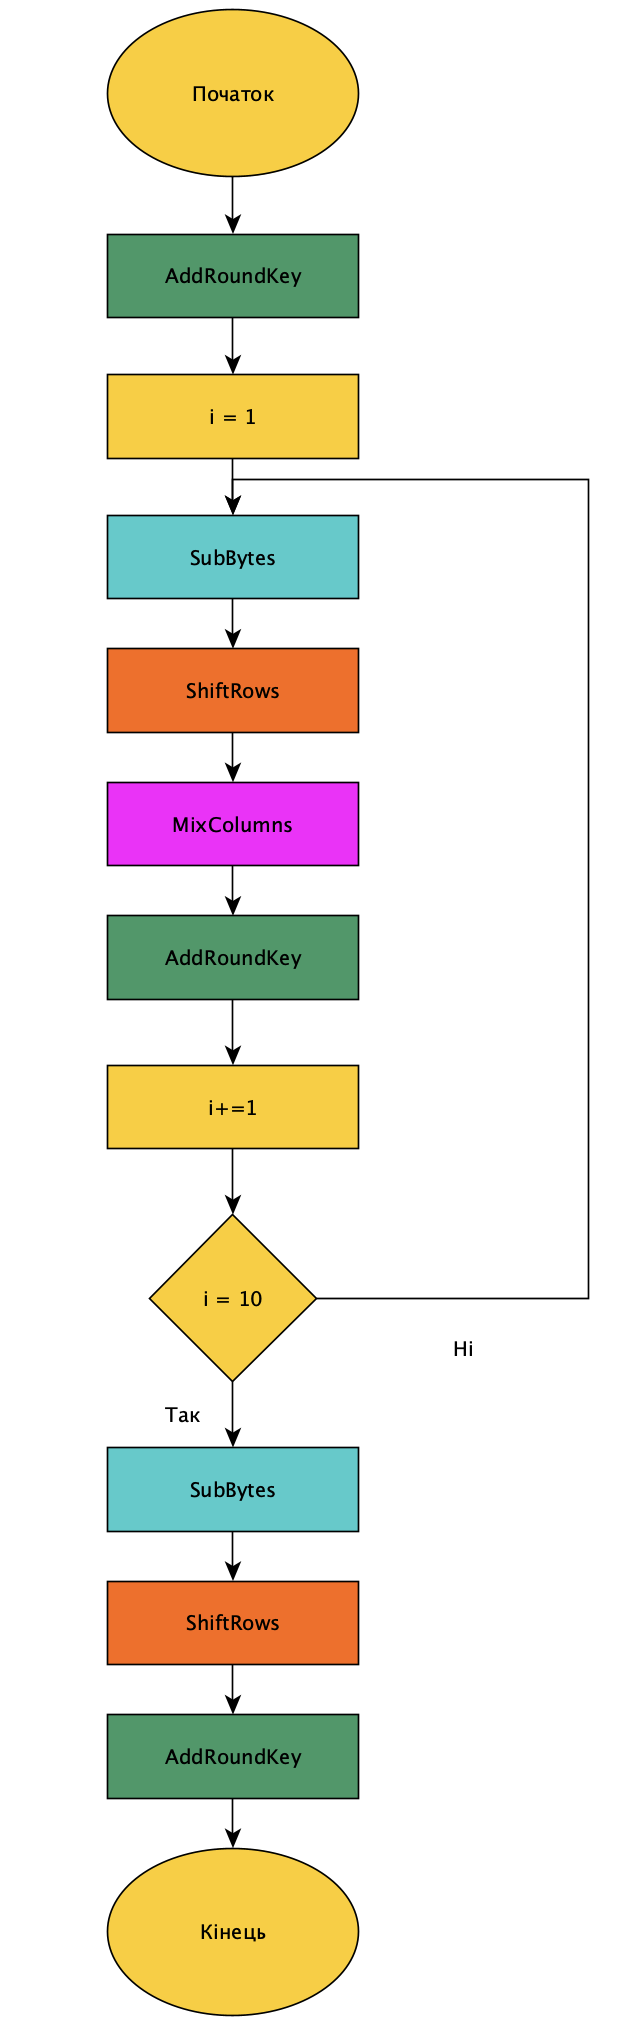 Початок
AddRoundKey
i = 1
SubBytes
ShiftRows
MixColumns
AddRoundKey
i+=1
i = 10
Ні
Так
SubBytes
ShiftRows
AddRoundKey
Кінець